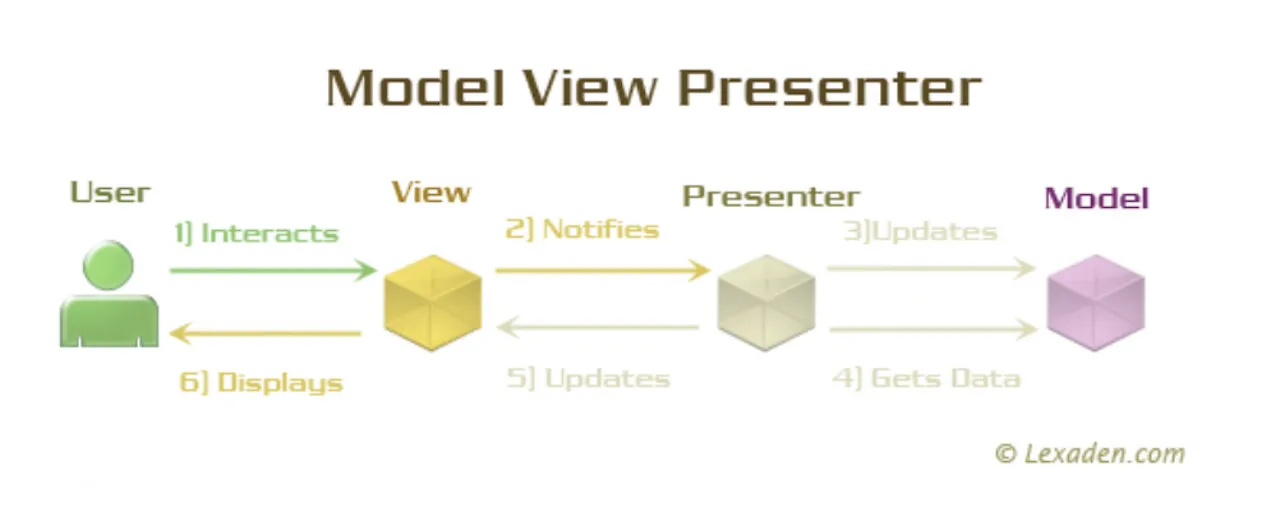 Model View Presenter
User
View
Presenter
Model
1) Interacts
2) Notifies
3)Updates
6) Displays
5) Updates
4) Gets Data
© Lexaden.com